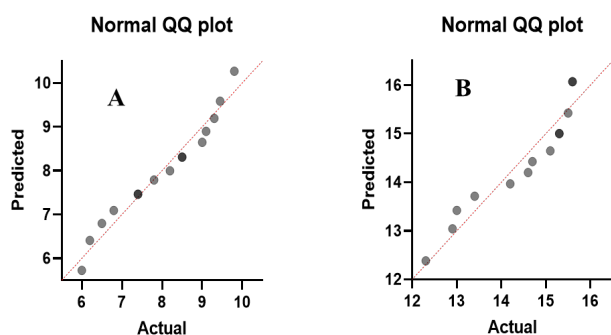 Normal QQ plot
A
10
9
8
7
6
Predicted
6 7 8 9 10
Actual
Normal QQ plot
B
16
15
14
13
12
Predicted
12 13 14 15 16
Actual